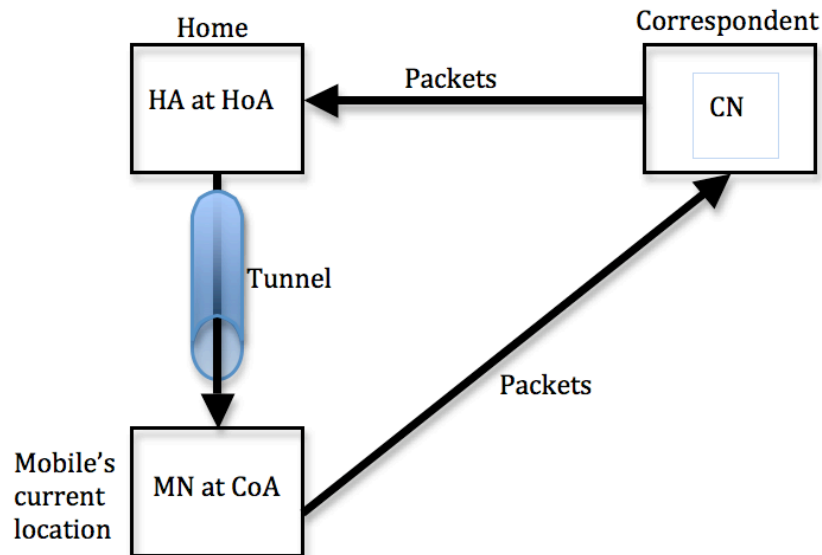 Home
Correspondent
HA at HoA
Packets
CN
Tunnel
Packets
Mobile’s
current
location
MN at CoA